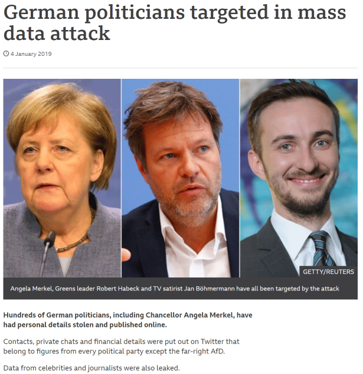 German politicians targeted in mass
data attack
4 January 2019
GETTY/REUTERS
Angela Merkel, Greens leader Robert Habeck and TV satirist Jan Böhmermann have all been targeted by the attack
Hundreds of German politicians, including Chancellor Angela Merkel, have
had personal details stolen and published online.
Contacts, private chats and financial details were put out on Twitter that
belong to figures from every political party except the far-right AfD.
Data from celebrities and journalists were also leaked.